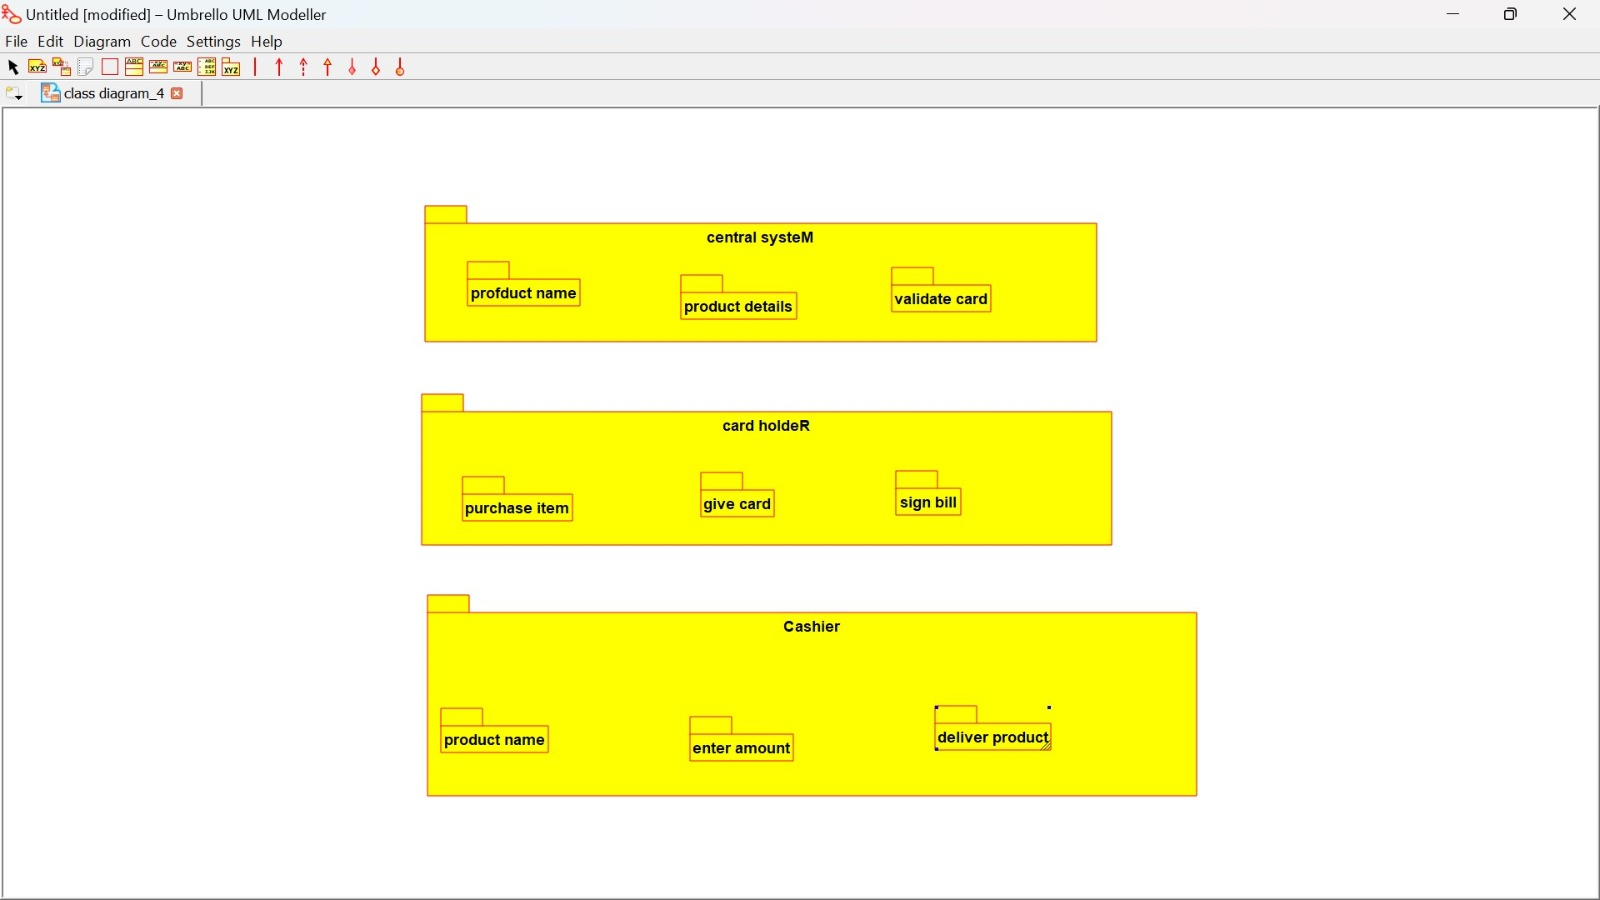 Untitled [modified] – Umbrello UML Modeller
File Edit Diagram Code Settings Help
class diagram_4
central systeM
profduct name
product details
validate card
card holdeR
purchase item
give card
sign bill
Cashier
product name
enter amount
deliver product